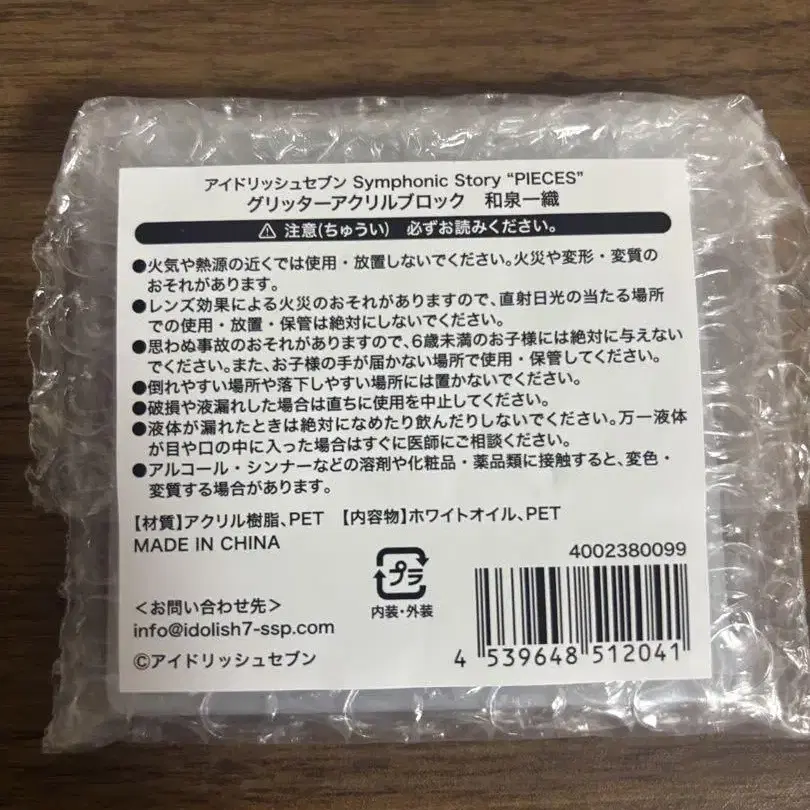 アイドリッシュセブン Symphonic Story “PIECES”
グリッターアクリルブロック　和泉一織
⚠ 注意(ちゅうい)　必ずお読みください。
●火気や熱源の近くでは使用・放置しないでください。火災や変形・変質の
おそれがあります。
●レンズ効果による火災のおそれがありますので、直射日光の当たる場所
での使用・放置・保管は絶対にしないでください。
●思わぬ事故のおそれがありますので、6歳未満のお子様には絶対に与えない
でください。また、お子様の手が届かない場所で使用・保管してください。
●倒れやすい場所や落下しやすい場所には置かないでください。
●破損や液漏れした場合は直ちに使用を中止してください。
●液体が漏れたときは絶対になめたり飲んだりしないでください。万一液体
が目や口の中に入った場合はすぐに医師にご相談ください。
●アルコール・シンナーなどの溶剤や化粧品・薬品類に接触すると、変色・
変質する場合があります。
【材質】アクリル樹脂、PET　【内容物】ホワイトオイル、PET
MADE IN CHINA
プラ
内装・外装
4002380099
<お問い合わせ先>
info@idolish7-ssp.com
©アイドリッシュセブン
4 539648 512041